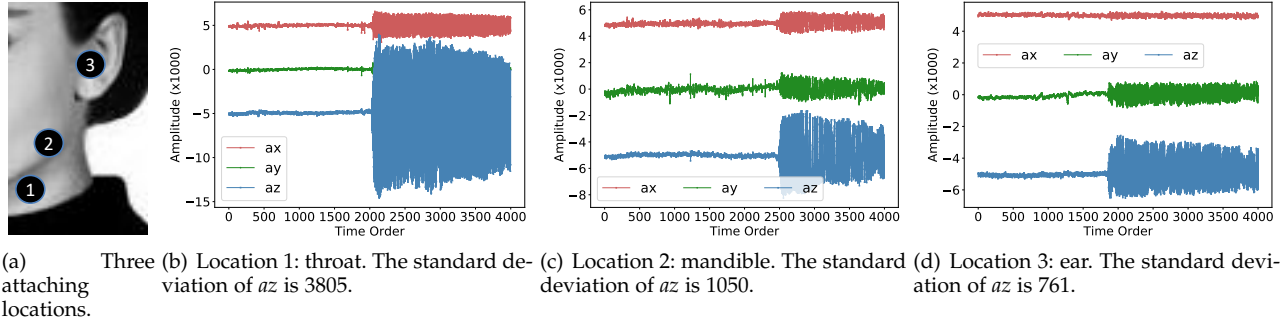 3
2
1
Amplitude (x1000)
5
0
−5
−10
−15
ax
ay
az
0 500 1000 1500 2000 2500 3000 3500 4000
Time Order
Amplitude (x1000)
6
4
2
0
−2
−4
−6
−8
ax ay az
0 500 1000 1500 2000 2500 3000 3500 4000
Time Order
Amplitude (x1000)
4
2
0
−2
−4
−6
ax ay az
0 500 1000 1500 2000 2500 3000 3500 4000
Time Order
(a) Three
attaching
locations.
(b) Location 1: throat. The standard de-
viation of az is 3805.
(c) Location 2: mandible. The standard
deviation of az is 1050.
(d) Location 3: ear. The standard devi-
ation of az is 761.